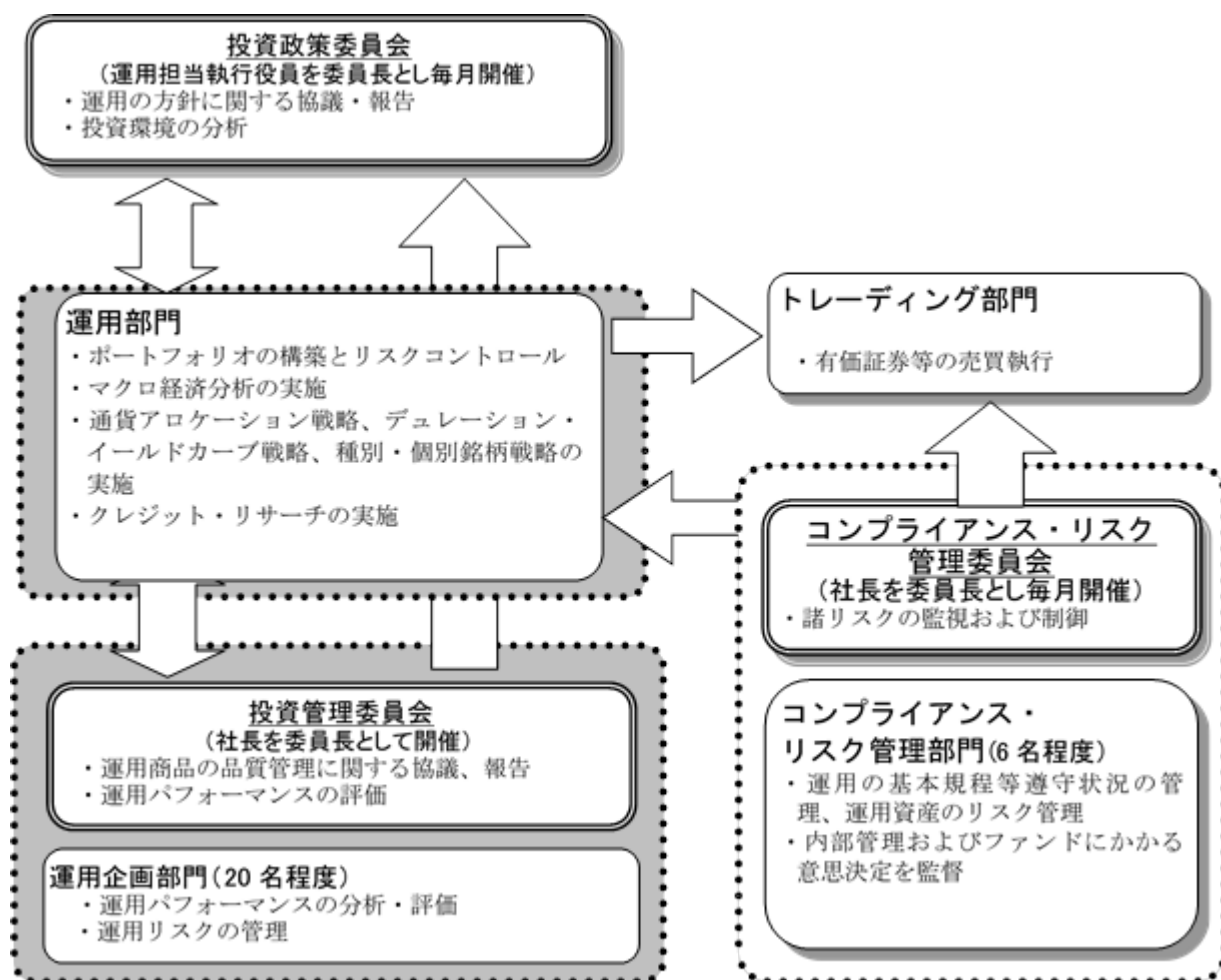 投資政策委員会
(運用担当執行役員を委員長とし毎月開催)
・運用の方針に関する協議・報告
・投資環境の分析
運用部門
・ポートフォリオの構築とリスクコントロール
・マクロ経済分析の実施
・通貨アロケーション戦略、デュレーション・
イールドカーブ戦略、種別・個別銘柄戦略の
実施
・クレジット・リサーチの実施
トレーディング部門
・有価証券等の売買執行
コンプライアンス・リスク
管理委員会
(社長を委員長とし毎月開催)
・諸リスクの監視および制御
コンプライアンス・
リスク管理部門(6 名程度)
・運用の基本規程等遵守状況の管
理、運用資産のリスク管理
・内部管理およびファンドにかかる
意思決定を監督
投資管理委員会
(社長を委員長として開催)
・運用商品の品質管理に関する協議、報告
・運用パフォーマンスの評価
運用企画部門(20 名程度)
・運用パフォーマンスの分析・評価
・運用リスクの管理